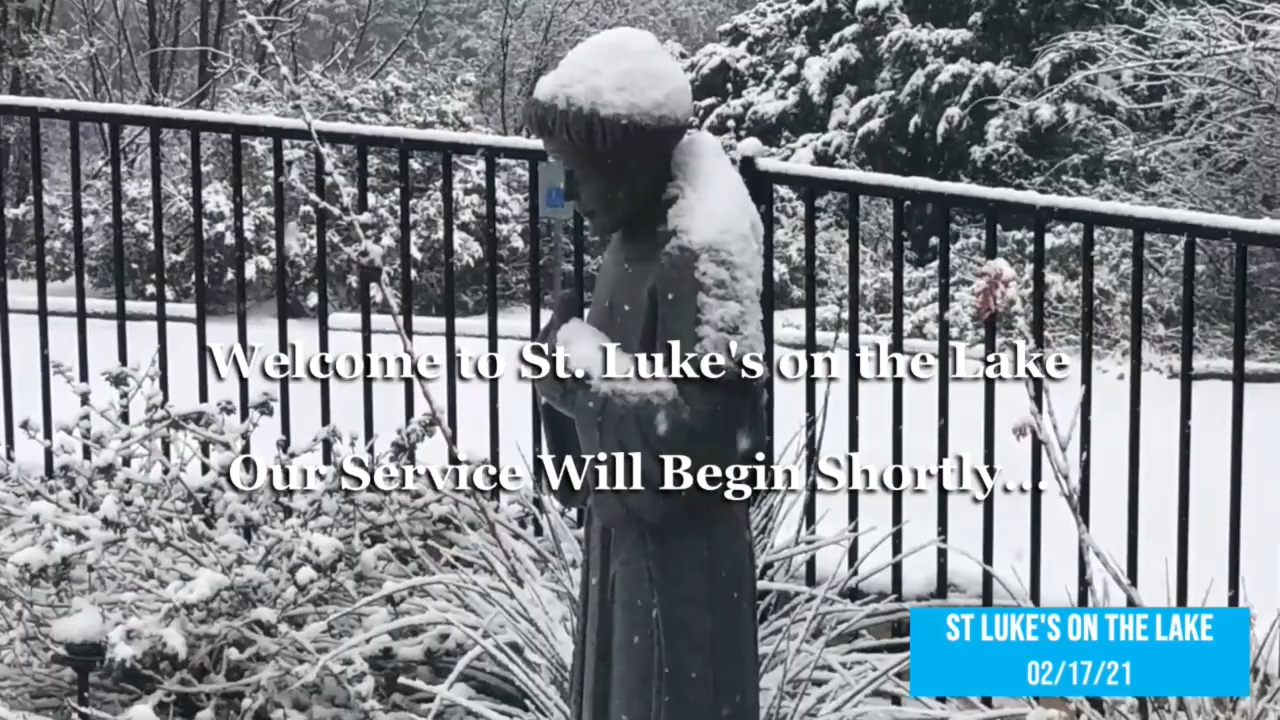 Welcome to St. Luke's on the Lake
Our Service Will Begin Shortly...
ST LUKE'S ON THE LAKE
02/17/21